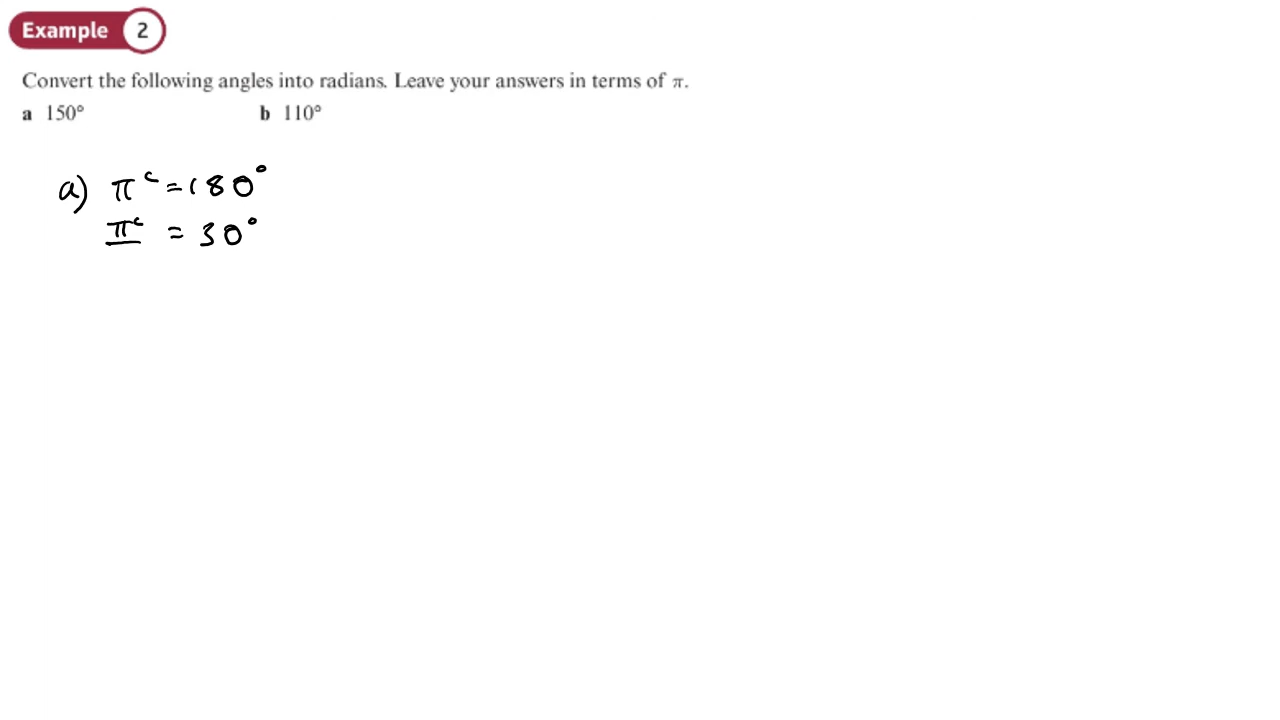 Example 2
Convert the following angles into radians. Leave your answers in terms of π.
a 150° b 110°
a) π^c = 180°
π^c = 30°